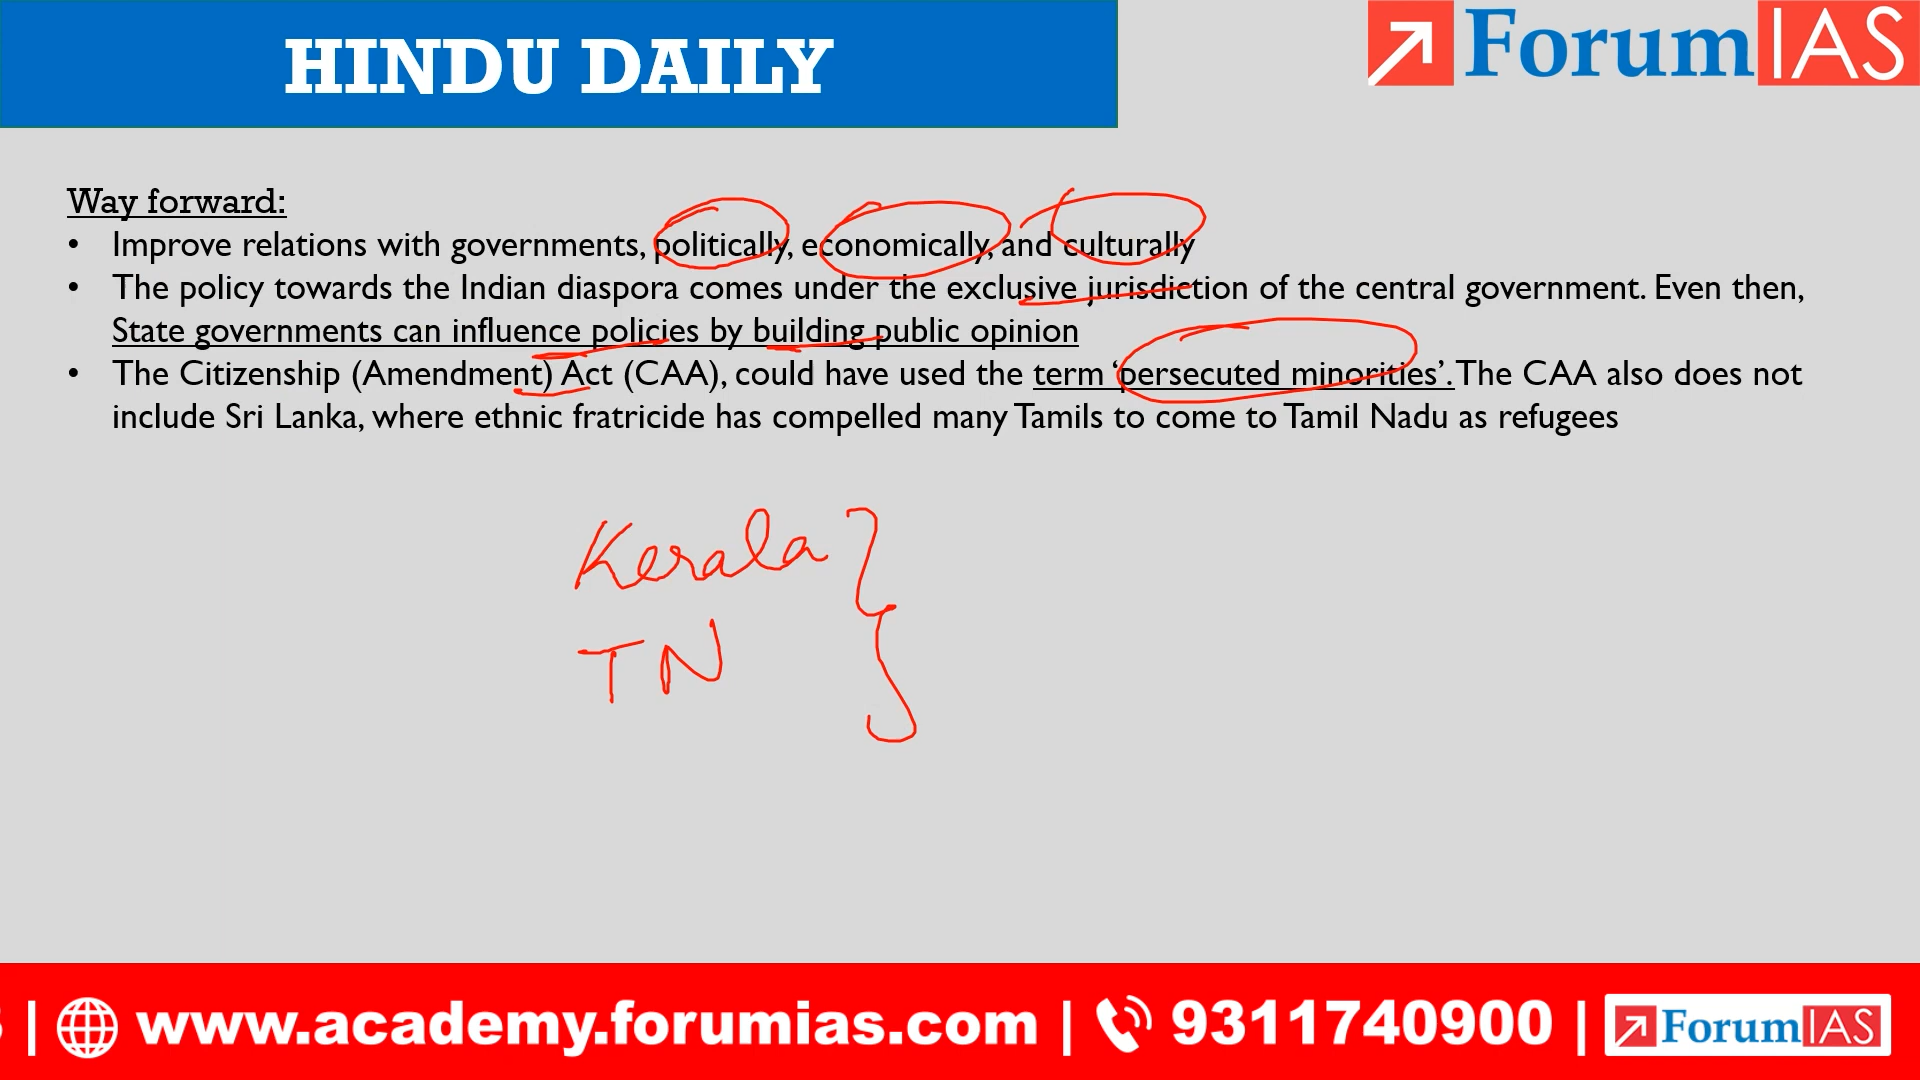 HINDU DAILY
ForumIAS
Way forward:
• Improve relations with governments, politically, economically, and culturally
• The policy towards the Indian diaspora comes under the exclusive jurisdiction of the central government. Even then,
State governments can influence policies by building public opinion
• The Citizenship (Amendment) Act (CAA), could have used the term ‘persecuted minorities’. The CAA also does not
include Sri Lanka, where ethnic fratricide has compelled many Tamils to come to Tamil Nadu as refugees
Kerala
TN
| www.academy.forumias.com | 9311740900 | ForumIAS